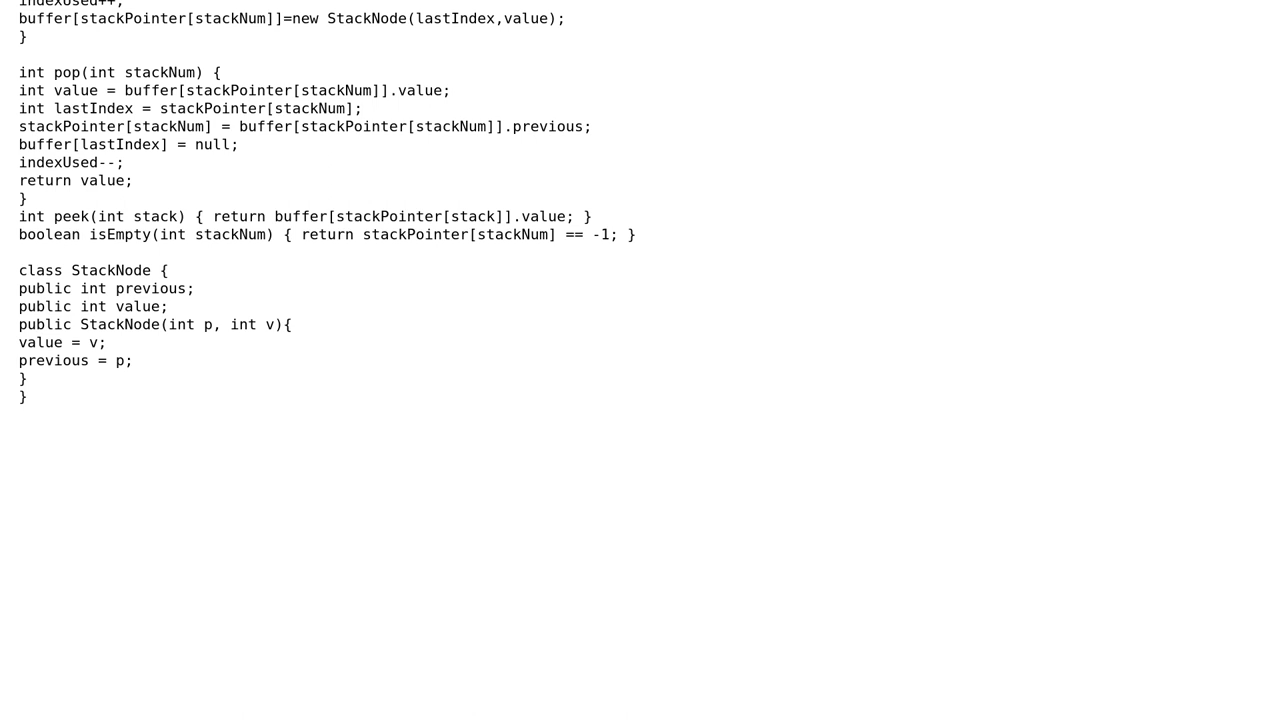 indexUsed++;
buffer[stackPointer[stackNum]]=new StackNode(lastIndex,value);
}
int pop(int stackNum) {
int value = buffer[stackPointer[stackNum]].value;
int lastIndex = stackPointer[stackNum];
stackPointer[stackNum] = buffer[stackPointer[stackNum]].previous;
buffer[lastIndex] = null;
indexUsed--;
return value;
}
int peek(int stack) { return buffer[stackPointer[stack]].value; }
boolean isEmpty(int stackNum) { return stackPointer[stackNum] == -1; }
class StackNode {
public int previous;
public int value;
public StackNode(int p, int v){
value = v;
previous = p;
}
}